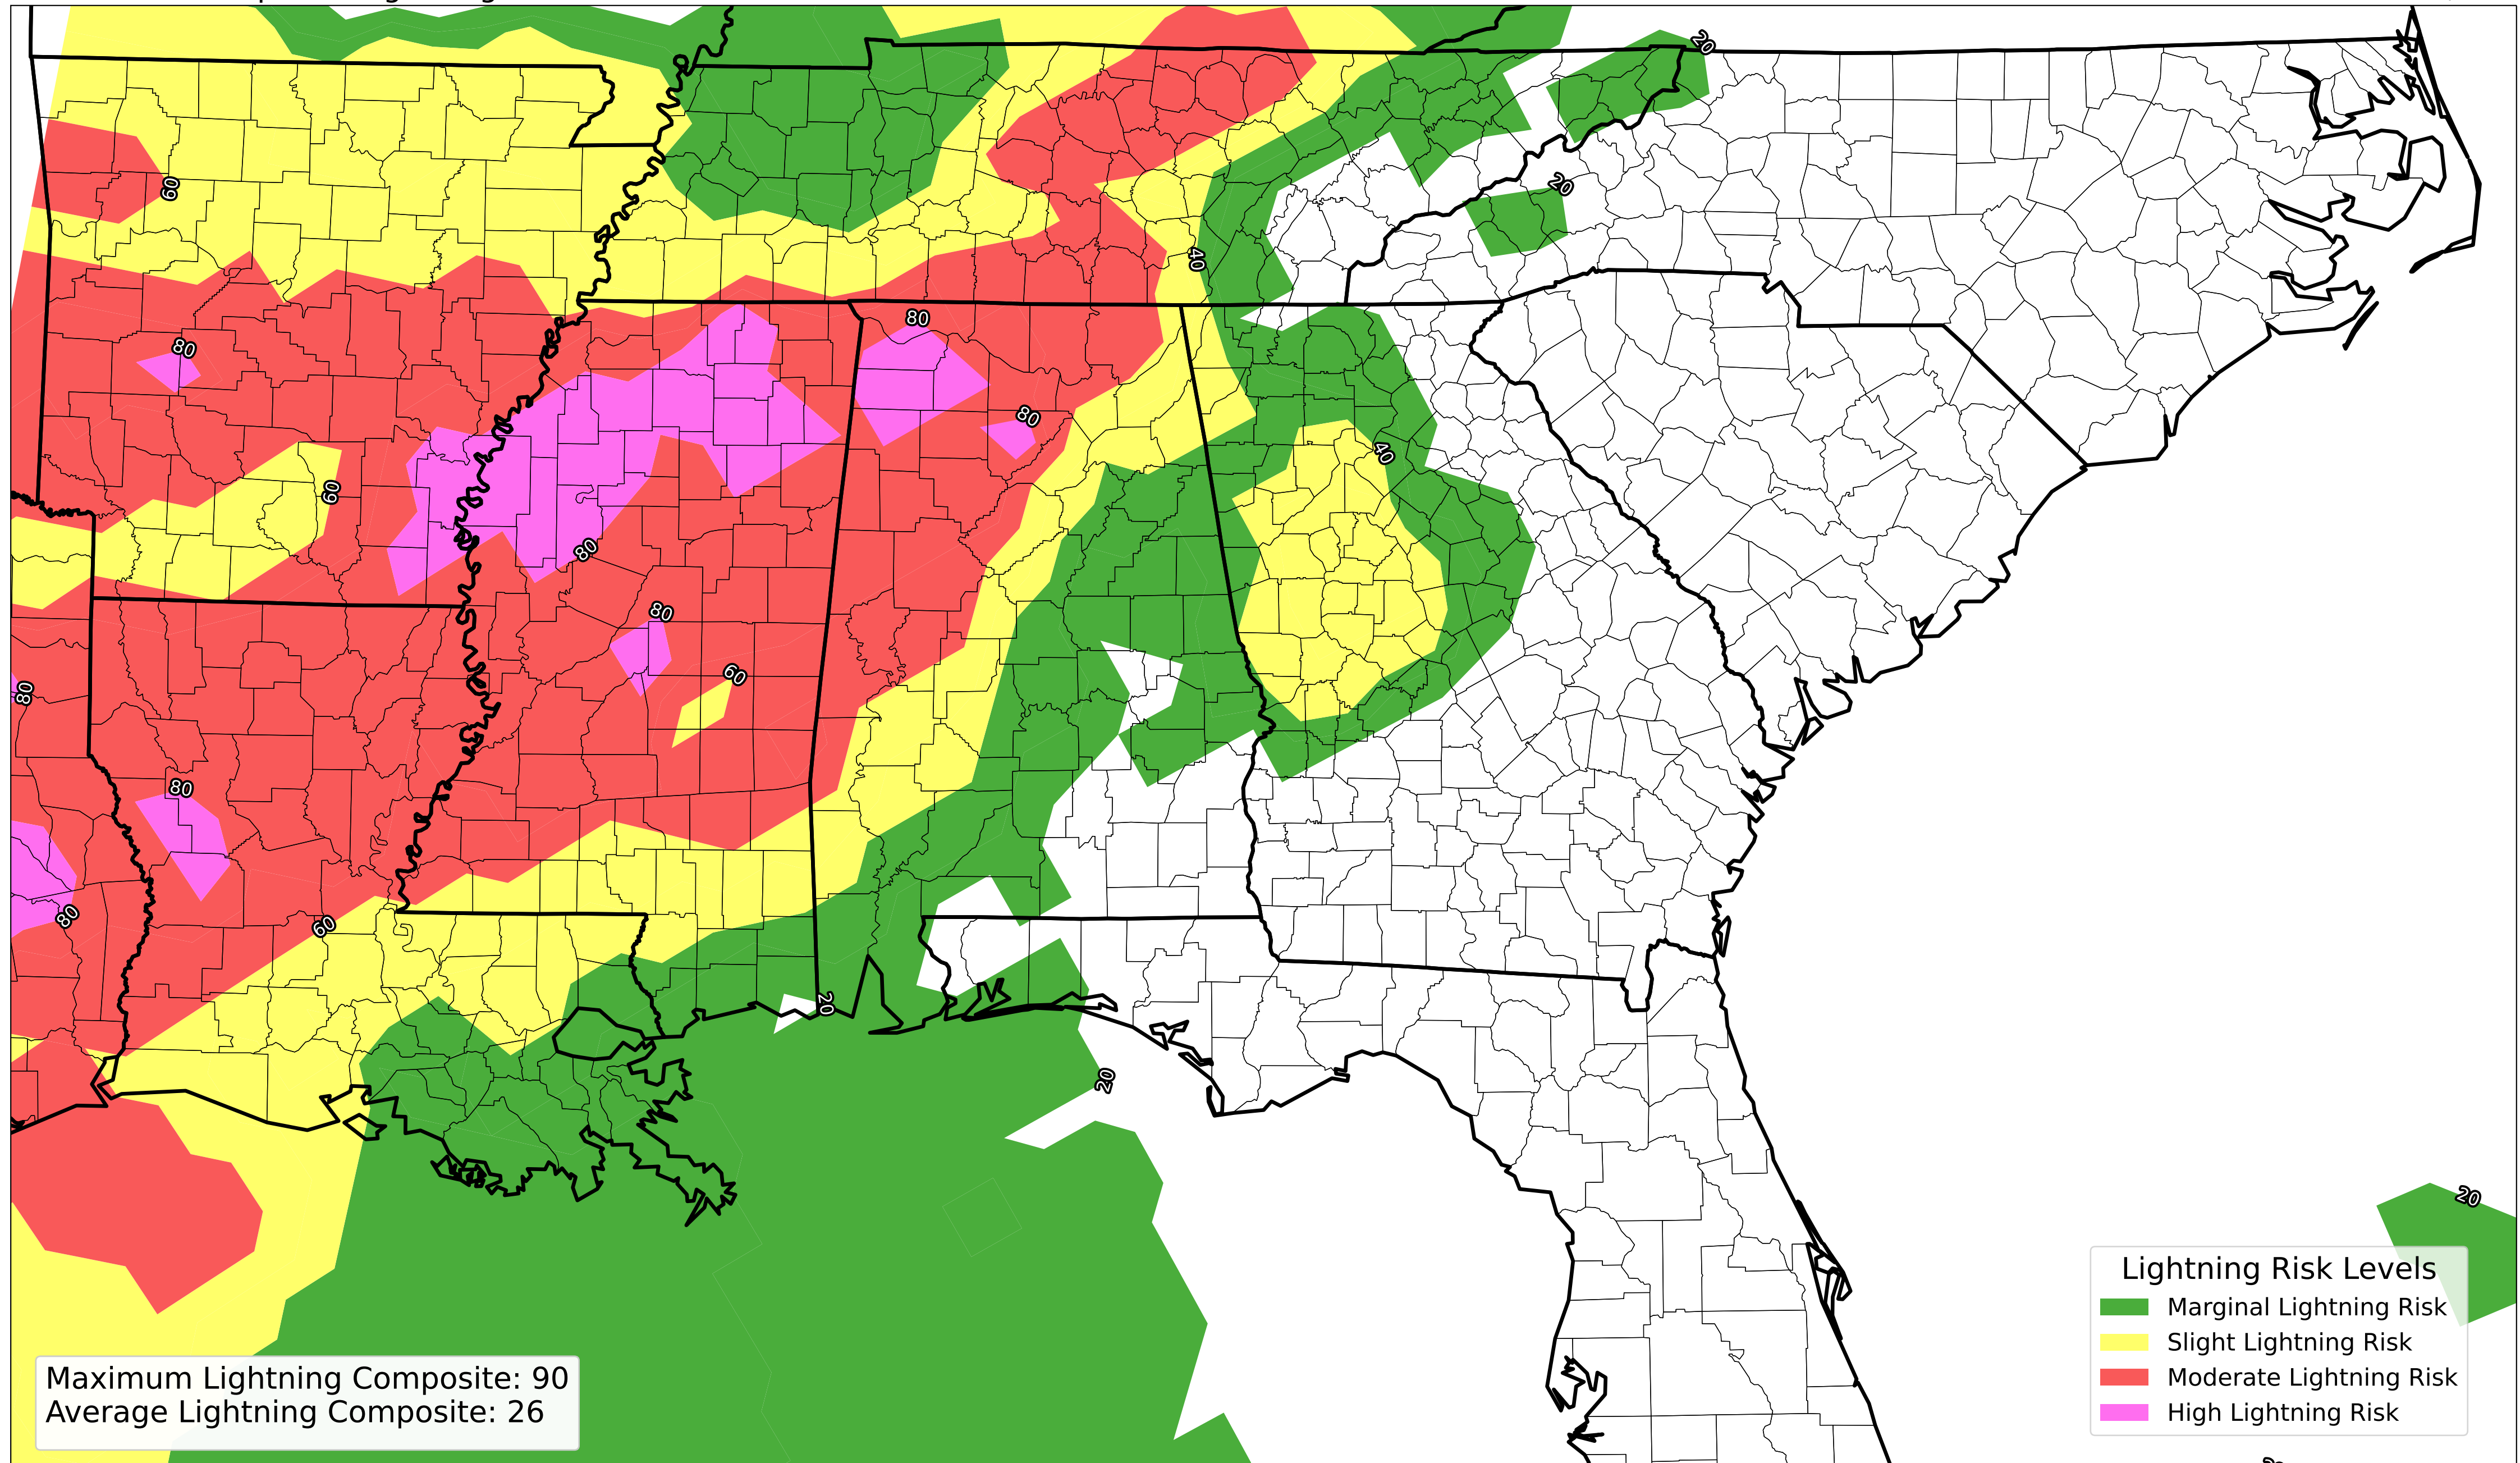 20
20
60
40
80
80
80
40
60
80
80
60
80
80
80
60
20
20
20
Lightning Risk Levels
Marginal Lightning Risk
Slight Lightning Risk
Moderate Lightning Risk
High Lightning Risk
Maximum Lightning Composite: 90
Average Lightning Composite: 26